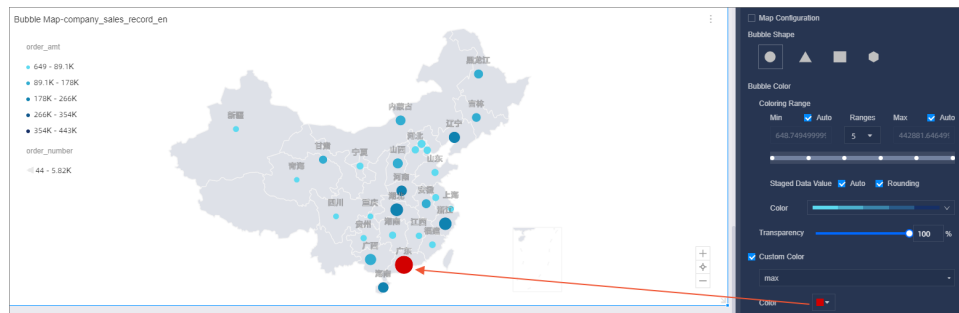 Bubble Map-company_sales_record_en
order_amt
649 - 89.1K
89.1K - 178K
178K - 266K
266K - 354K
354K - 443K
order_number
44 - 5.82K
黑龙江
吉林
内蒙古
新疆
辽宁
河北
甘肃
宁夏
山西
山东
青海
河南
安徽
上海
湖北
四川
重庆
浙江
贵州
湖南
江西
福建
广西
广东
海南
Map Configuration
Bubble Shape
Bubble Color
Coloring Range
Min Auto Ranges Max Auto
648.74949999! 5 442881.64649!
Staged Data Value Auto Rounding
Color
Transparency 100 %
Custom Color
max
Color